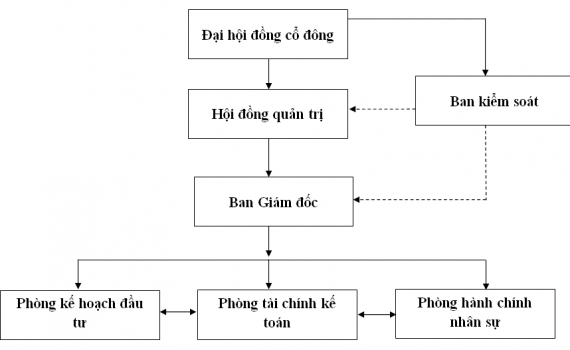 Đại hội đồng cổ đông
Ban kiểm soát
Hội đồng quản trị
Ban Giám đốc
Phòng kế hoạch đầu
tư
Phòng tài chính kế
toán
Phòng hành chính
nhân sự